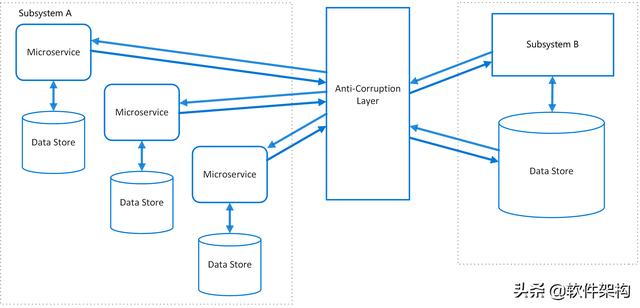 Subsystem A
Microservice
Data Store
Microservice
Data Store
Microservice
Data Store
Anti-Corruption
Layer
Subsystem B
Data Store
头条 @软件架构